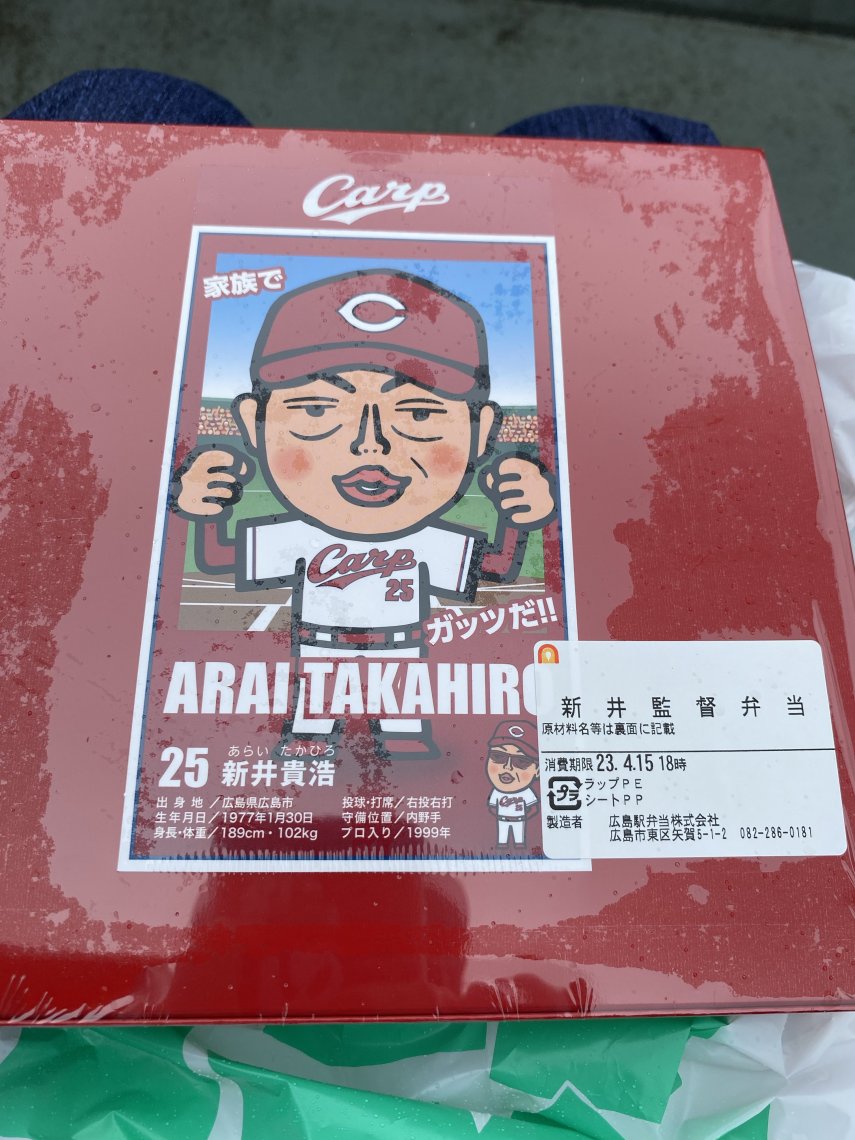 Carp
家族で
Carp
25
ガッツだ!!
ARAI TAKAHIRO
25
あらい たかひろ
新井貴浩
出身地/広島県広島市
生年月日/1977年1月30日
身長・体重/189cm・102kg
投球・打席/右投右打
守備位置/内野手
プロ入り/1999年
Carp
新井監督弁当
原材料名等は裏面に記載
消費期限 23. 4.15 18時
プラ
ラップPE
シートPP
製造者 広島駅弁当株式会社
広島市東区矢賀5-1-2 082-286-0181